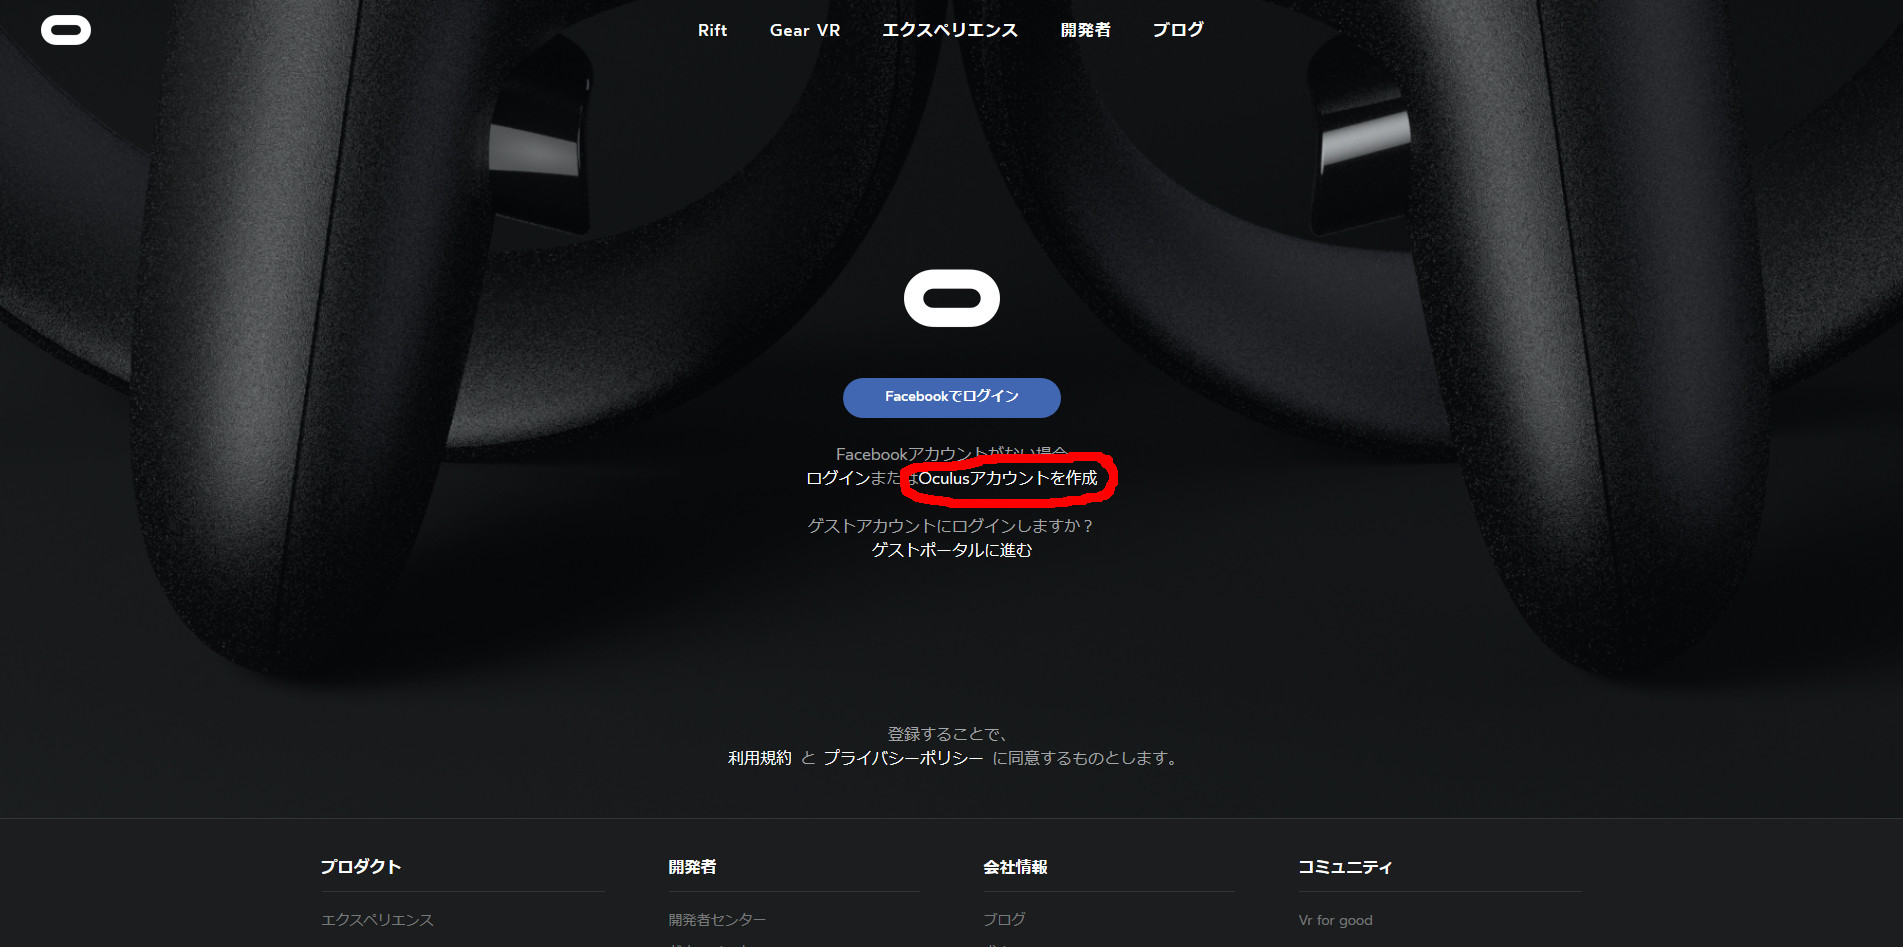 Rift
Gear VR
エクスペリエンス
開発者
ブログ
Facebookでログイン
Facebookアカウントがない場合
ログインまたはOculusアカウントを作成
ゲストアカウントにログインしますか？
ゲストポータルに進む
登録することで、
利用規約 と プライバシーポリシー に同意するものとします。
プロダクト
エクスペリエンス
開発者
開発者センター
会社情報
ブログ
コミュニティ
Vr for good